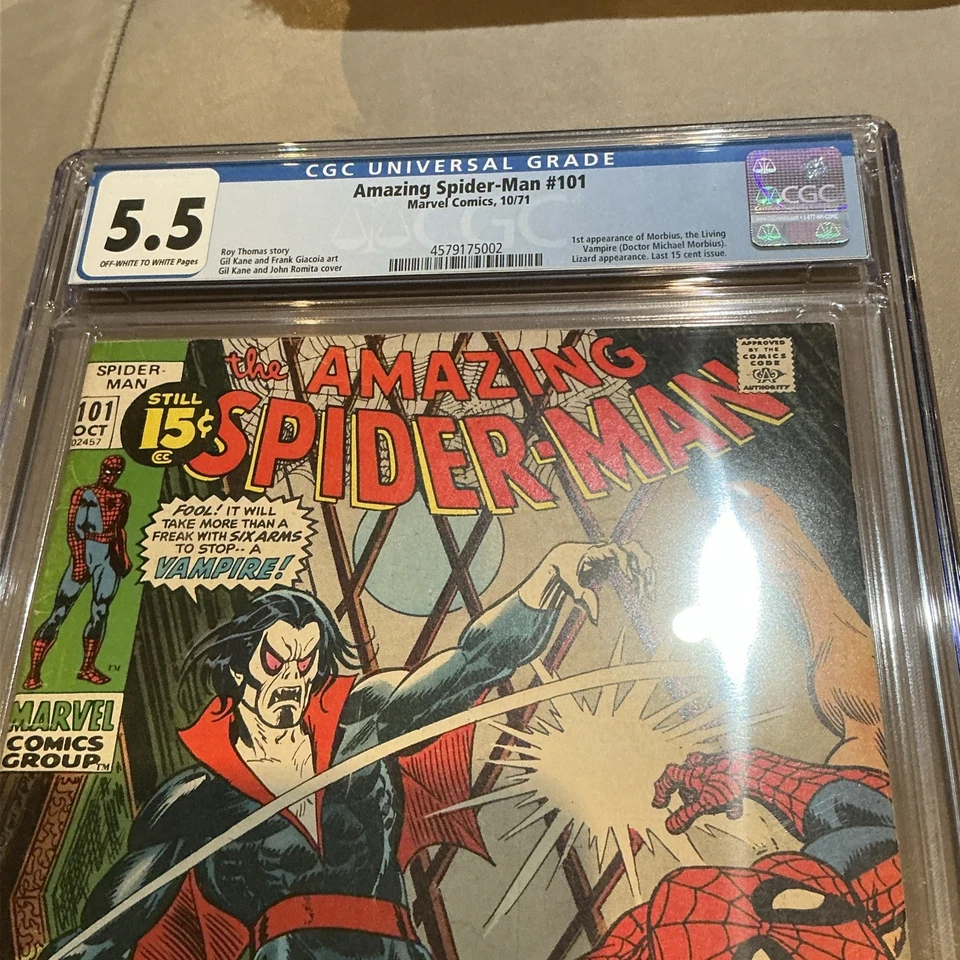 CGC UNIVERSAL GRADE
5.5
OFF-WHITE TO WHITE Pages
Amazing Spider-Man #101
Marvel Comics, 10/71
Roy Thomas story
Gil Kane and Frank Giacoia art
Gil Kane and John Romita cover
4579175002
1st appearance of Morbius, the Living
Vampire (Doctor Michael Morbius).
Lizard appearance. Last 15 cent issue.
CGC
CGC
SPIDER-
MAN
101
OCT
02457
STILL
15¢
CC
the AMAZING
SPIDER-MAN
APPROVED
BY THE
COMICS
CODE
AUTHORITY
FOOL! IT WILL
TAKE MORE THAN A
FREAK WITH SIX ARMS
TO STOP-- A
VAMPIRE!
TM
MARVEL
COMICS
GROUP
TM